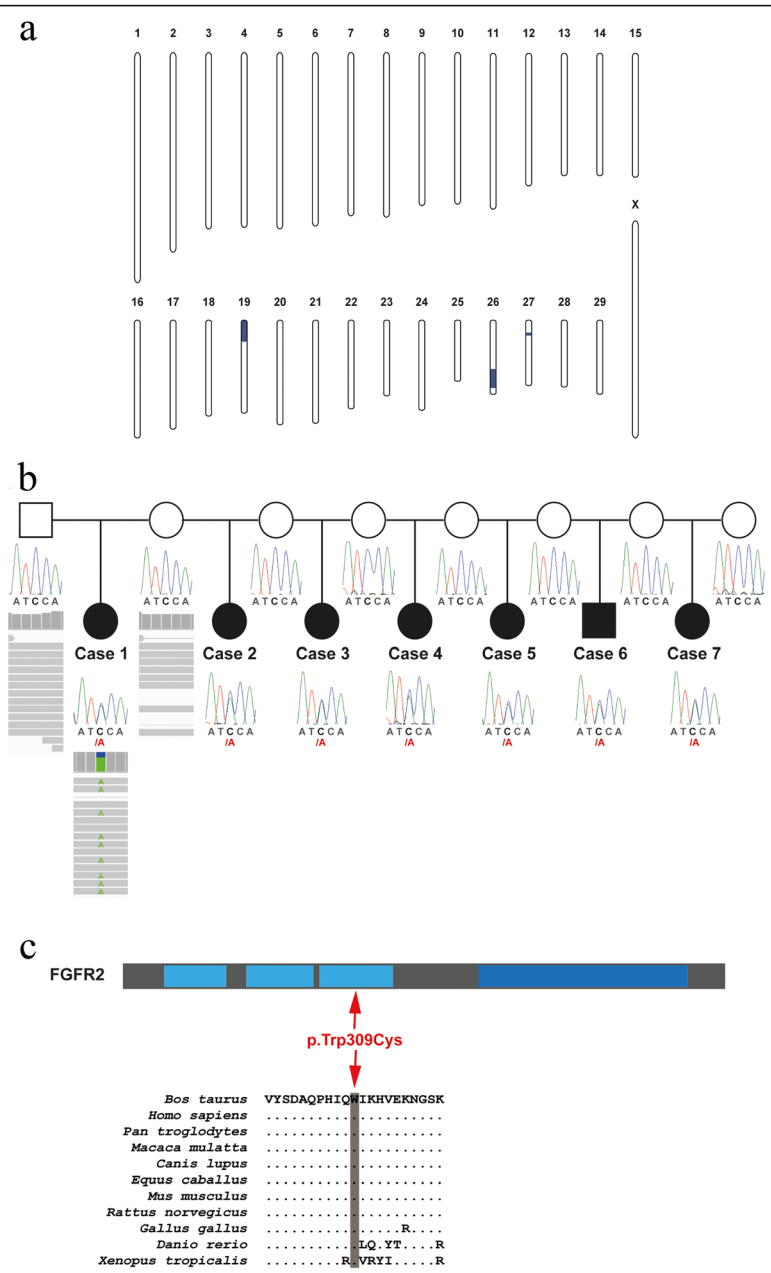 a
1 2 3 4 5 6 7 8 9 10 11 12 13 14 15
X
16 17 18 19 20 21 22 23 24 25 26 27 28 29
b
ATCCA ATCCA ATCCA ATCCA ATCCA ATCCA ATCCA ATCCA
Case 1 Case 2 Case 3 Case 4 Case 5 Case 6 Case 7
ATCCA ATCCA ATCCA ATCCA ATCCA ATCCA ATCCA
/A /A /A /A /A /A /A
A
A
A
A
A
A
A
A
A
c
FGFR2
p.Trp309Cys
Bos taurus VYSDAQPHIQWIKHVEKNGSK
Homo sapiens .....................
Pan troglodytes .....................
Macaca mulatta .....................
Canis lupus .....................
Equus caballus .....................
Mus musculus .....................
Rattus norvegicus .....................
Gallus gallus ................R....
Danio rerio ...........LQ.YT....R
Xenopus tropicalis .........R.VRYI.....R